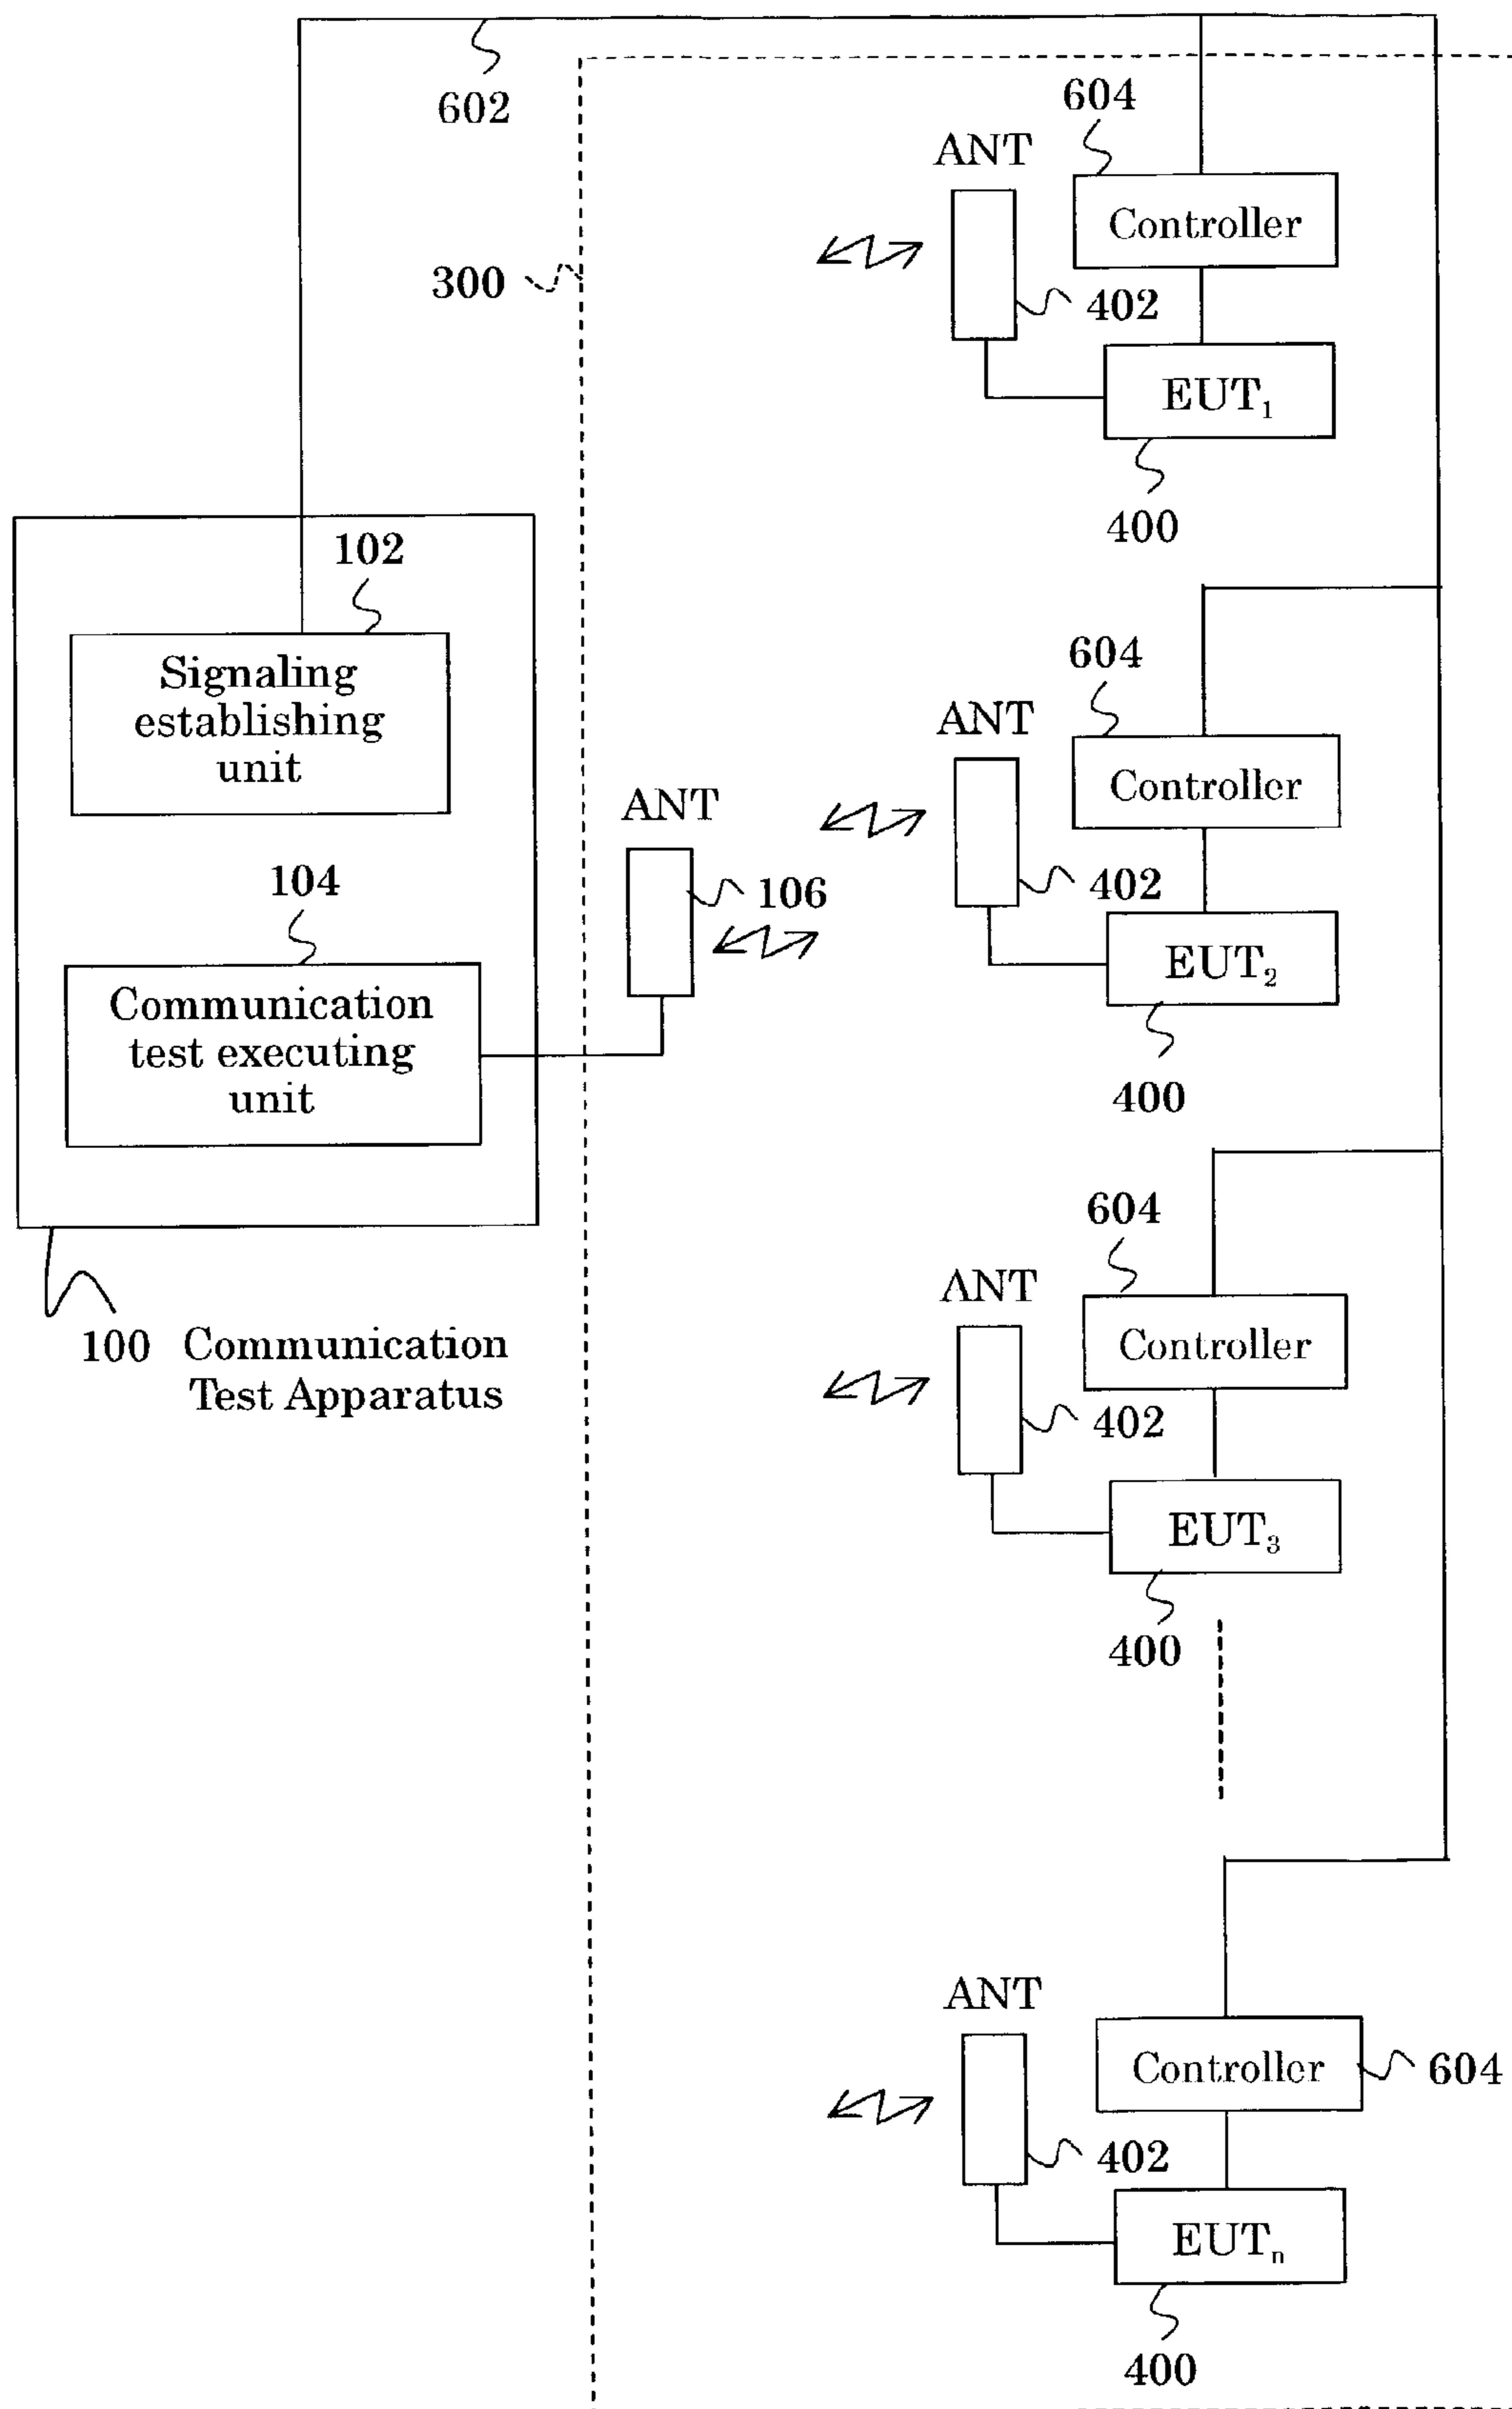 602
604
ANT
Controller
300
402
EUT1
400
102
Signaling
establishing
unit
604
ANT
Controller
ANT
104
106
402
EUT2
Communication
test executing
unit
400
604
ANT
Controller
100 Communication
Test Apparatus
402
EUT3
400
ANT
Controller
604
402
EUTn
400